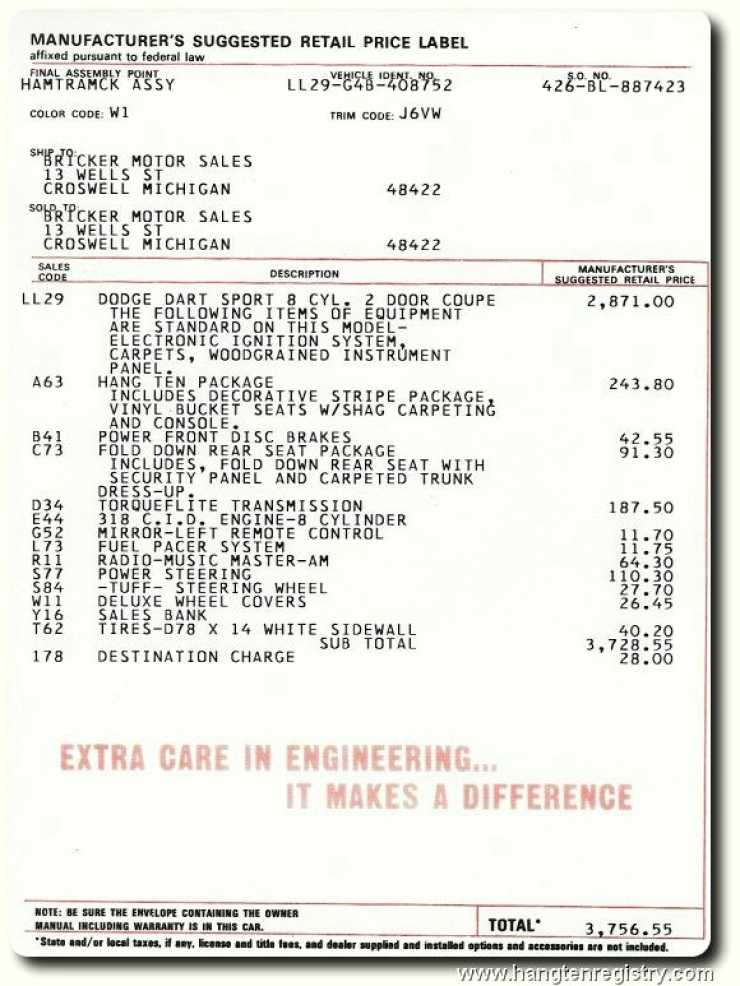 MANUFACTURER'S SUGGESTED RETAIL PRICE LABEL
affixed pursuant to federal law
FINAL ASSEMBLY POINT VEHICLE IDENT. NO. S.O. NO.
HAMTRAMCK ASSY LL29-G4B-408752 426-BL-887423
COLOR CODE: W1 TRIM CODE: J6VW
SHIP TO:
BRICKER MOTOR SALES
13 WELLS ST
CROSWELL MICHIGAN 48422
SOLD TO:
BRICKER MOTOR SALES
13 WELLS ST
CROSWELL MICHIGAN 48422
SALES CODE DESCRIPTION MANUFACTURER'S SUGGESTED RETAIL PRICE
LL29 DODGE DART SPORT 8 CYL. 2 DOOR COUPE 2,871.00
THE FOLLOWING ITEMS OF EQUIPMENT
ARE STANDARD ON THIS MODEL-
ELECTRONIC IGNITION SYSTEM,
CARPETS, WOODGRAINED INSTRUMENT
PANEL.
A63 HANG TEN PACKAGE 243.80
INCLUDES DECORATIVE STRIPE PACKAGE,
VINYL BUCKET SEATS W/SHAG CARPETING
AND CONSOLE.
B41 POWER FRONT DISC BRAKES 42.55
C73 FOLD DOWN REAR SEAT PACKAGE 91.30
INCLUDES, FOLD DOWN REAR SEAT WITH
SECURITY PANEL AND CARPETED TRUNK
DRESS-UP.
D34 TORQUEFLITE TRANSMISSION 187.50
E44 318 C.I.D. ENGINE-8 CYLINDER
G52 MIRROR-LEFT REMOTE CONTROL 11.70
L73 FUEL PACER SYSTEM 11.75
R11 RADIO-MUSIC MASTER-AM 64.30
S77 POWER STEERING 110.30
S84 -TUFF- STEERING WHEEL 27.70
W11 DELUXE WHEEL COVERS 26.45
Y16 SALES BANK
T62 TIRES-D78 X 14 WHITE SIDEWALL 40.20
SUB TOTAL 3,728.55
178 DESTINATION CHARGE 28.00
EXTRA CARE IN ENGINEERING...
IT MAKES A DIFFERENCE
NOTE: BE SURE THE ENVELOPE CONTAINING THE OWNER
MANUAL INCLUDING WARRANTY IS IN THIS CAR.
TOTAL* 3,756.55
*State and/or local taxes, if any, license and title fees, and dealer supplied and installed options and accessories are not included.
www.hangtenregistry.com